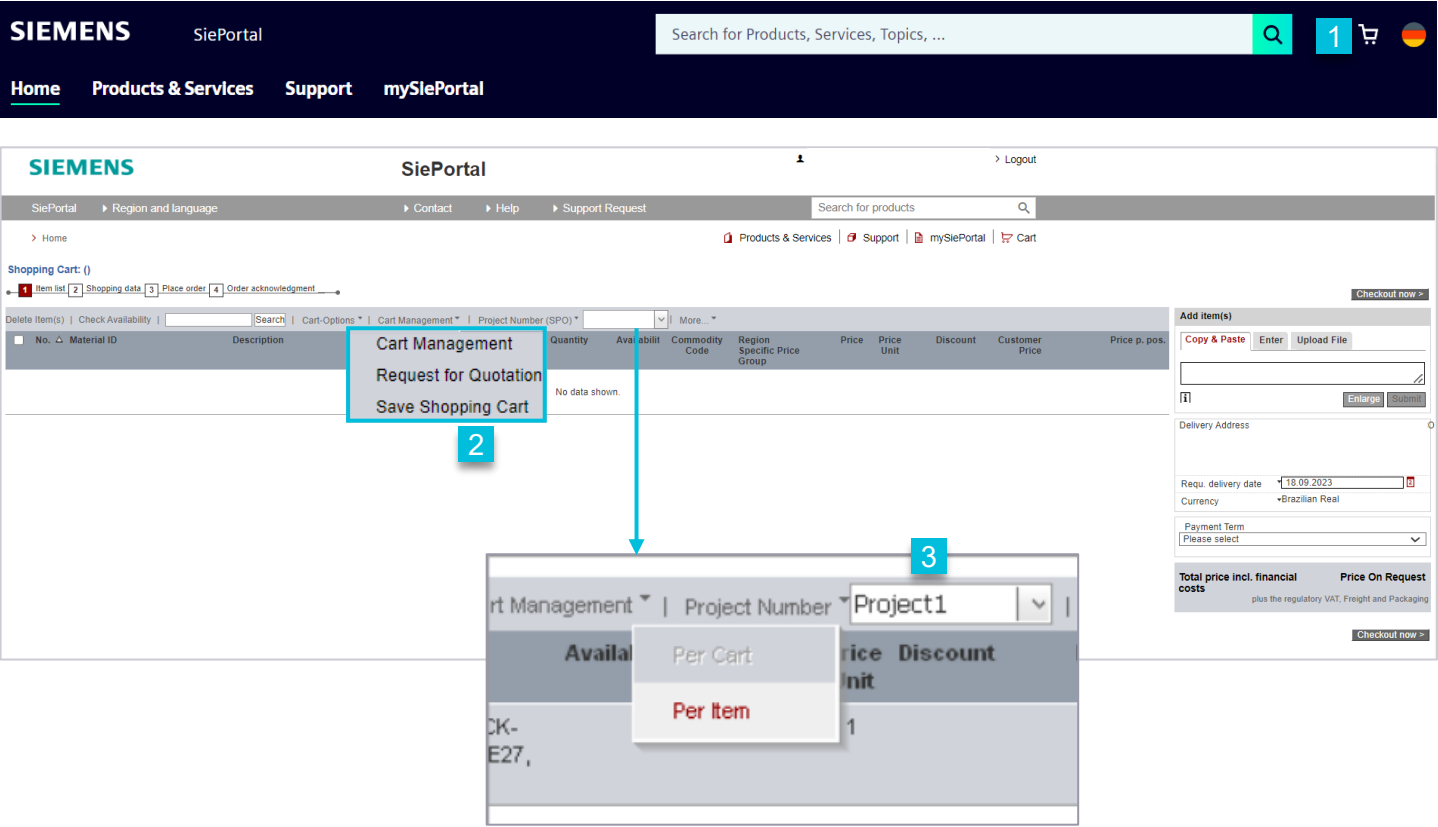 SIEMENS SiePortal Search for Products, Services, Topics, ... 1
Home Products & Services Support mySiePortal
SIEMENS SiePortal > Logout
SiePortal Region and language Contact Help Support Request Search for products
> Home Products & Services | Support | mySiePortal | Cart
Shopping Cart: ()
1 Item list 2 Shopping data 3 Place order 4 Order acknowledgment
Checkout now >
Delete Item(s) | Check Availability | Search | Cart-Options | Cart Management | Project Number (SPO) | More...
No. Material ID Description Quantity Availabilit Commodity Code Region Specific Price Group Price Price Unit Discount Customer Price Price p. pos.
Cart Management
Request for Quotation
Save Shopping Cart
2
No data shown.
Add item(s)
Copy & Paste Enter Upload File
Enlarge Submit
Delivery Address
Requ. delivery date 18.09.2023
Currency Brazilian Real
Payment Term
Please select
Total price incl. financial costs Price On Request
plus the regulatory VAT, Freight and Packaging
Checkout now >
3
rt Management | Project Number Project1 |
Availal rice Discount
Unit
Per Cart
Per Item
CK-
E27,
1